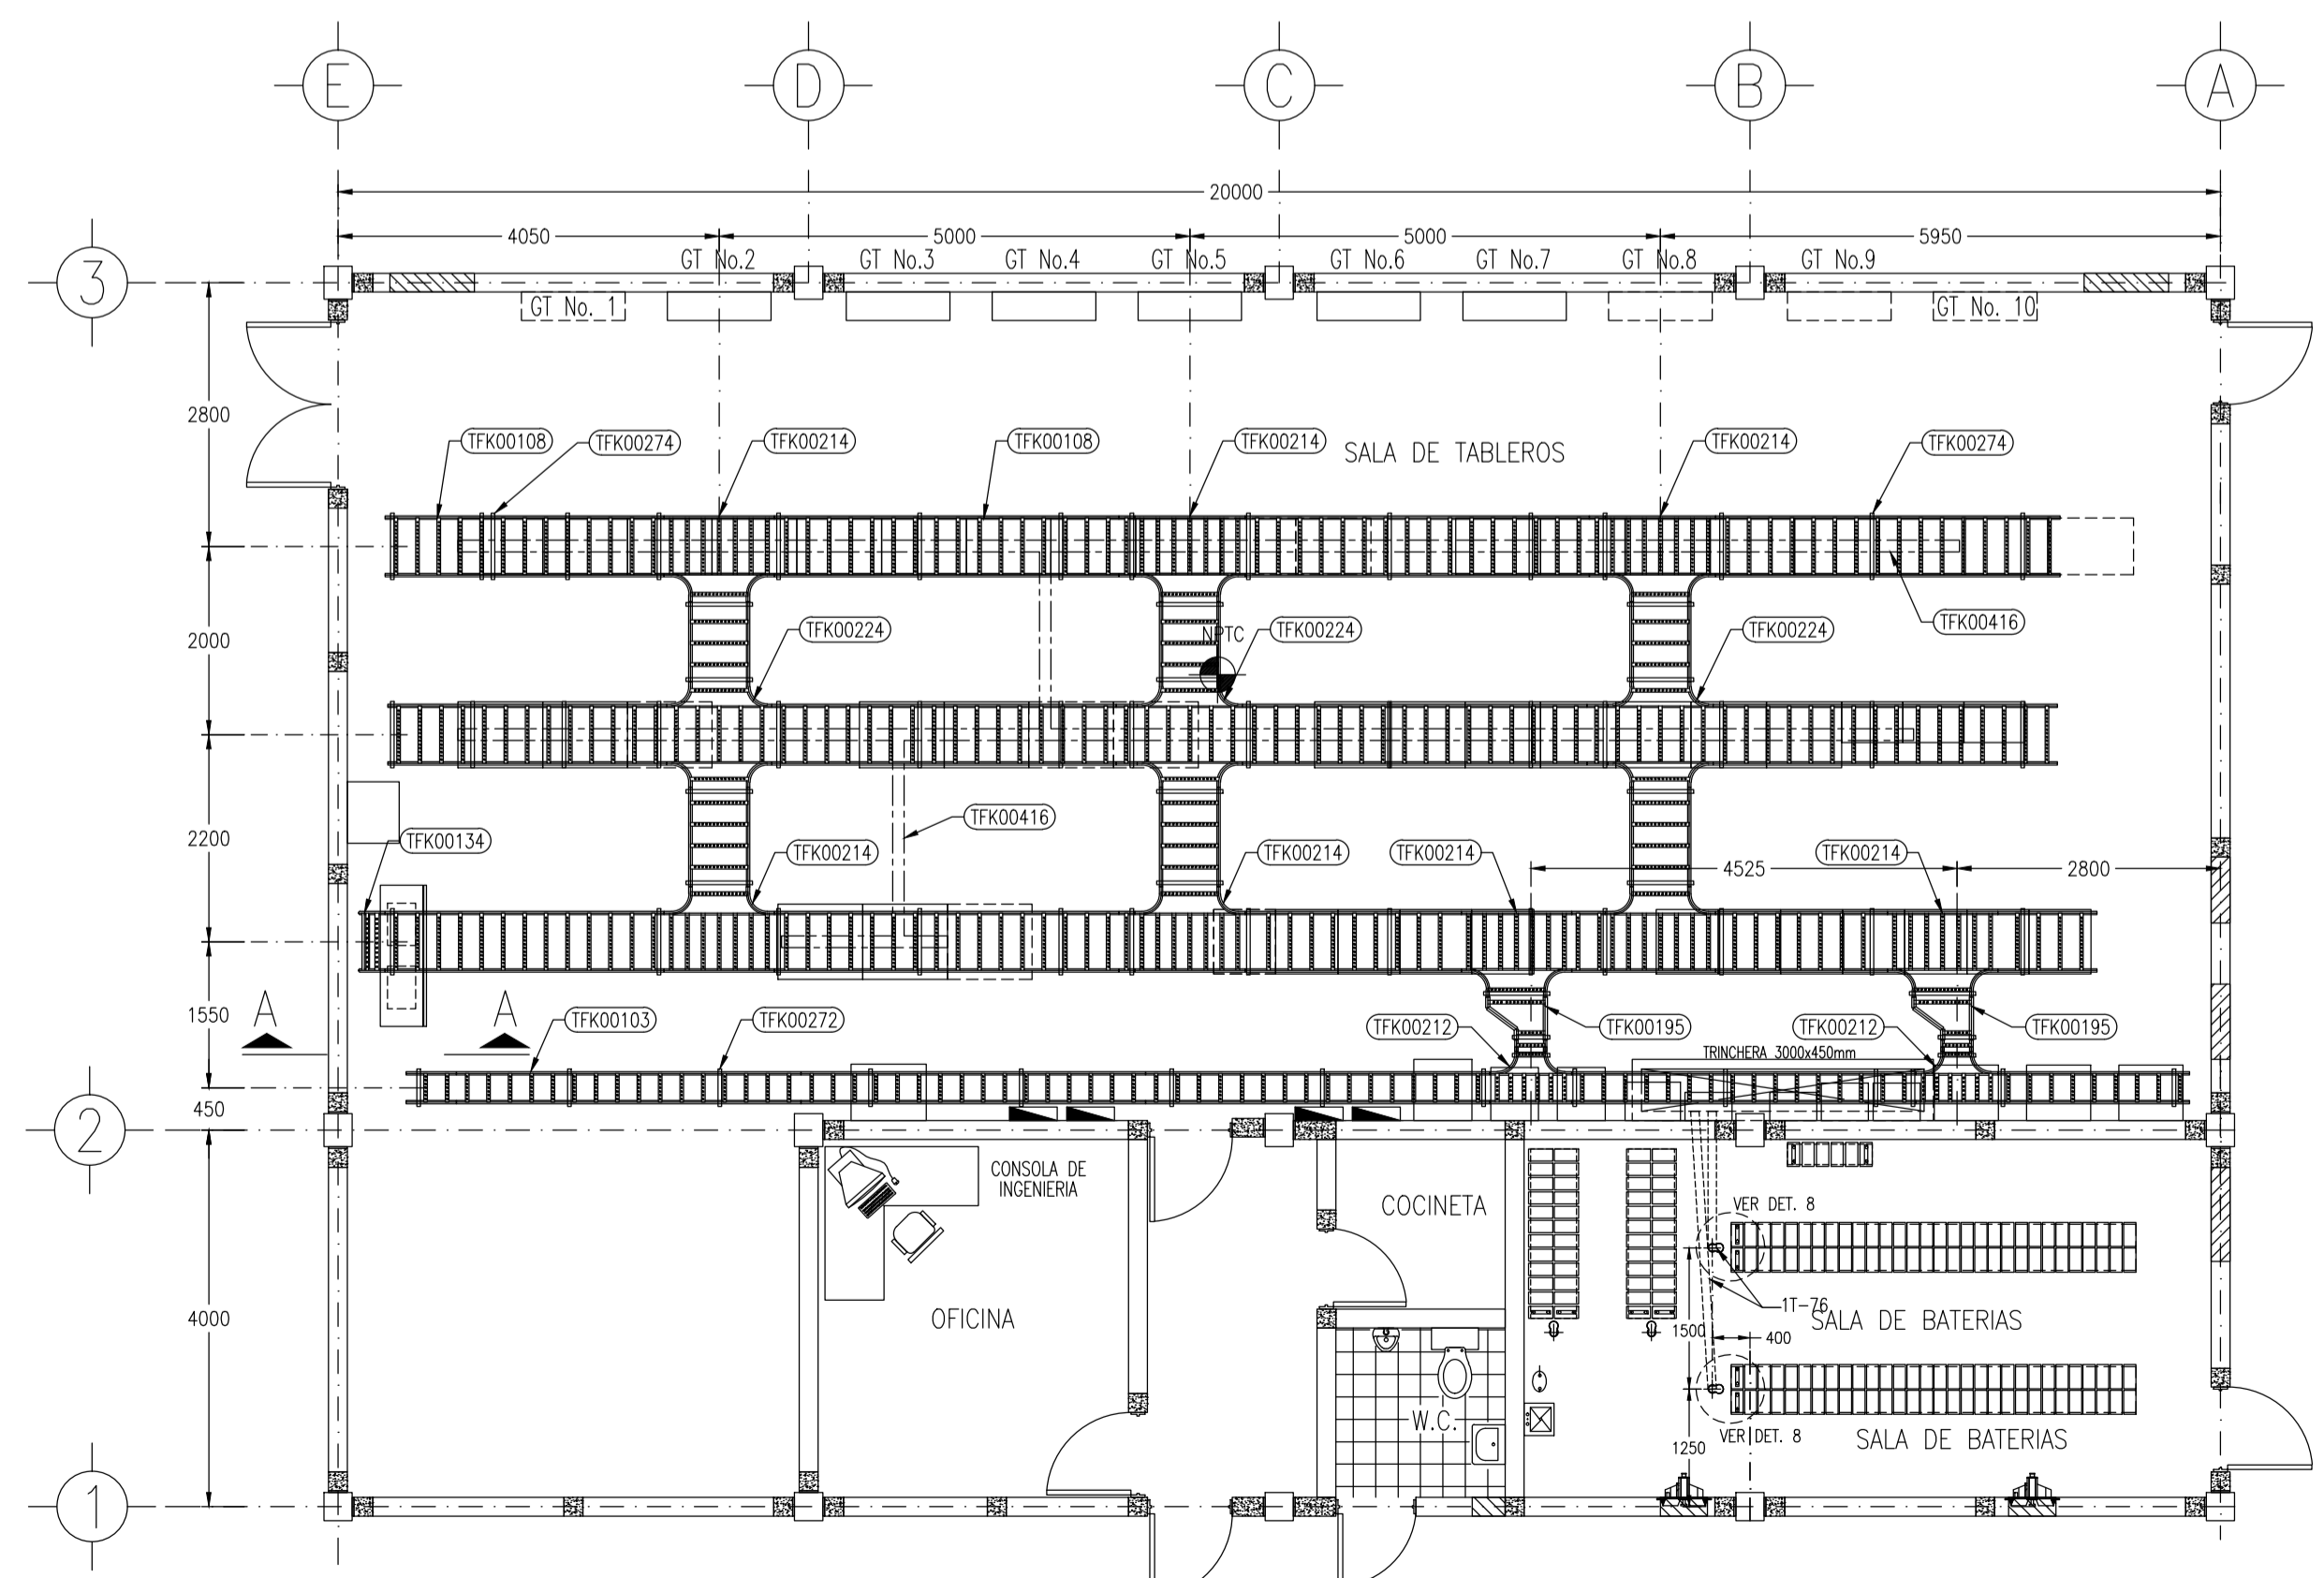 E D C B A
20000
4050 5000 5000 5950
GT No.2 GT No.3 GT No.4 GT No.5 GT No.6 GT No.7 GT No.8 GT No.9
3
GT No. 1 GT No. 10
2800
TFK00108 TFK00274 TFK00214 TFK00108 TFK00214 SALA DE TABLEROS TFK00214 TFK00274
2000
TFK00224 NPTC TFK00224 TFK00224 TFK00416
2200
TFK00416
TFK00134 TFK00214 TFK00214 TFK00214 TFK00214
4525 2800
1550
A A
TFK00103 TFK00272 TFK00212 TFK00195 TFK00212 TFK00195
TRINCHERA 3000x450mm
450
2
CONSOLA DE
INGENIERIA
COCINETA
VER DET. 8
4000
OFICINA
1T-76
SALA DE BATERIAS
1500 400
W.C.
VER DET. 8
SALA DE BATERIAS
1250
1